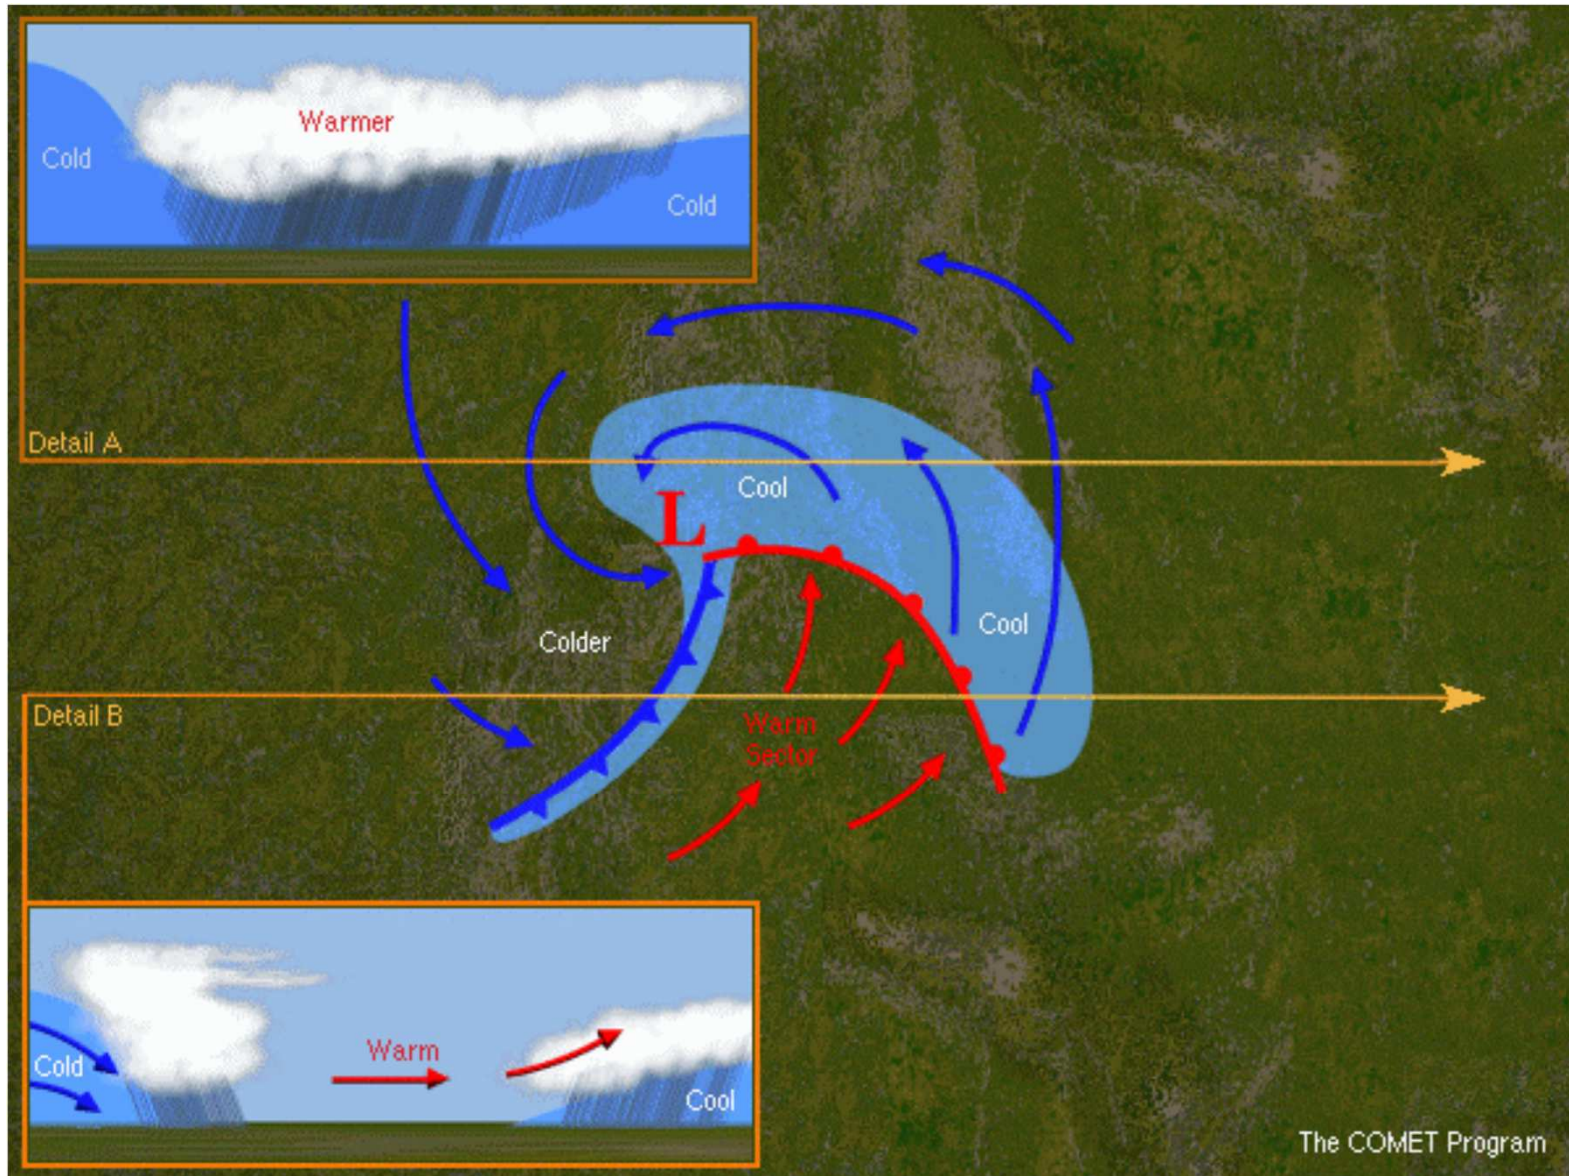 Warmer
Cold
Cold
Detail A
Cool
L
Cool
Colder
Detail B
Warm
Sector
Warm
Cold
Cool
The COMET Program